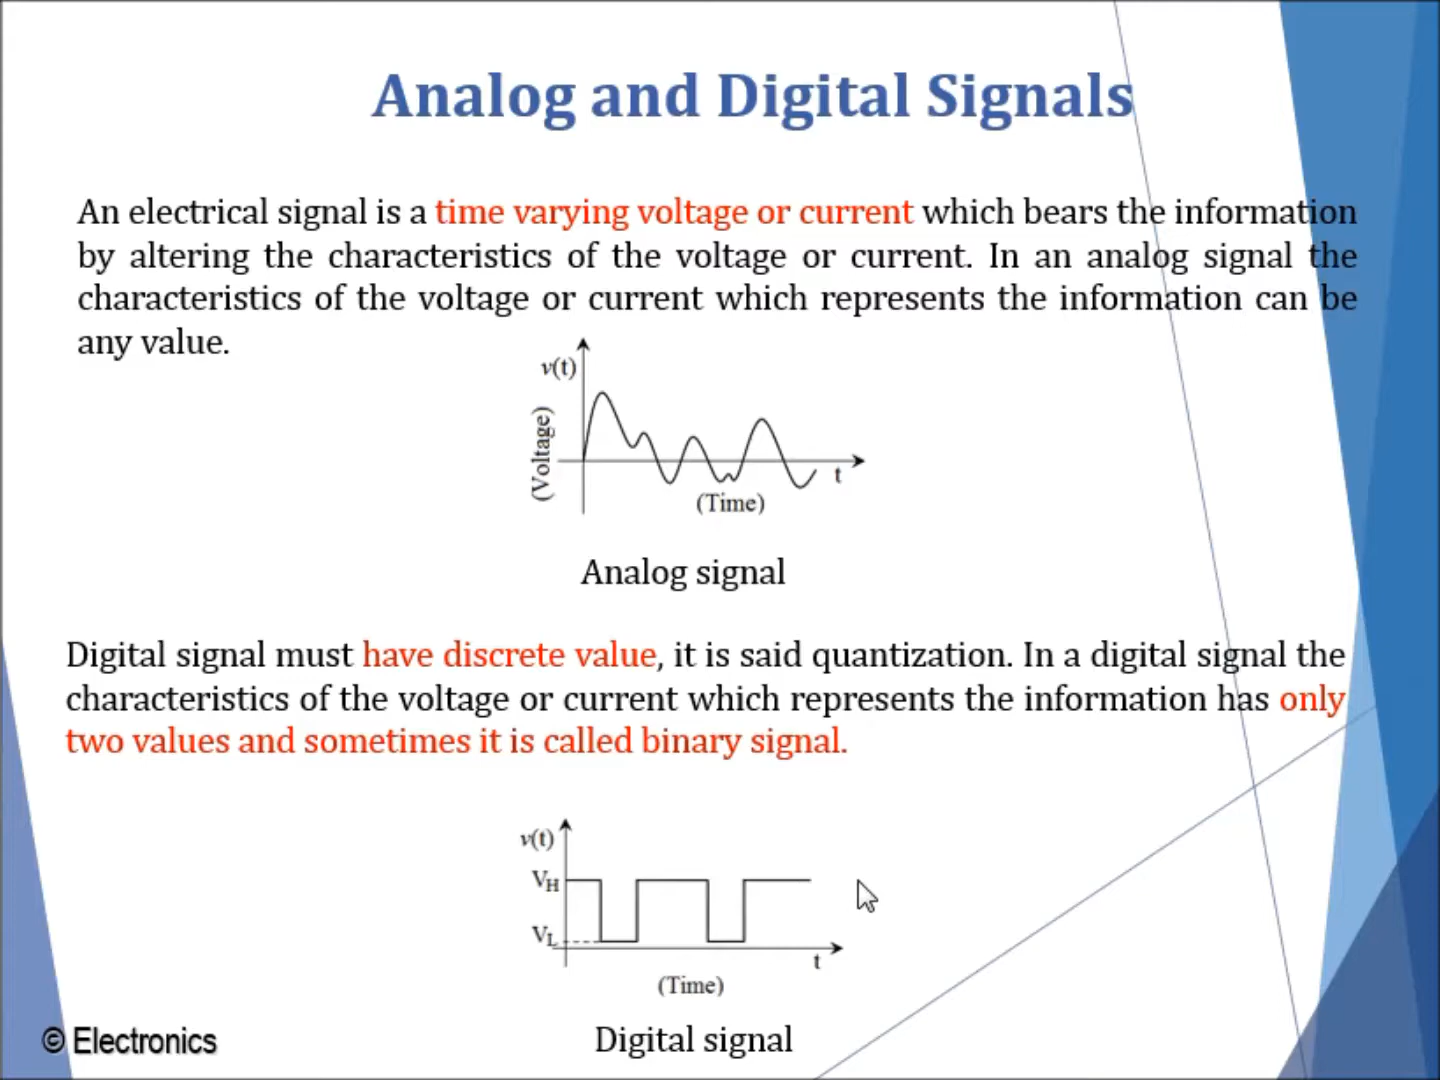 Analog and Digital Signals
An electrical signal is a time varying voltage or current which bears the information
by altering the characteristics of the voltage or current. In an analog signal the
characteristics of the voltage or current which represents the information can be
any value.
v(t)
(Voltage)
t
(Time)
Analog signal
Digital signal must have discrete value, it is said quantization. In a digital signal the
characteristics of the voltage or current which represents the information has only
two values and sometimes it is called binary signal.
v(t)
VH
VL
t
(Time)
Digital signal
© Electronics